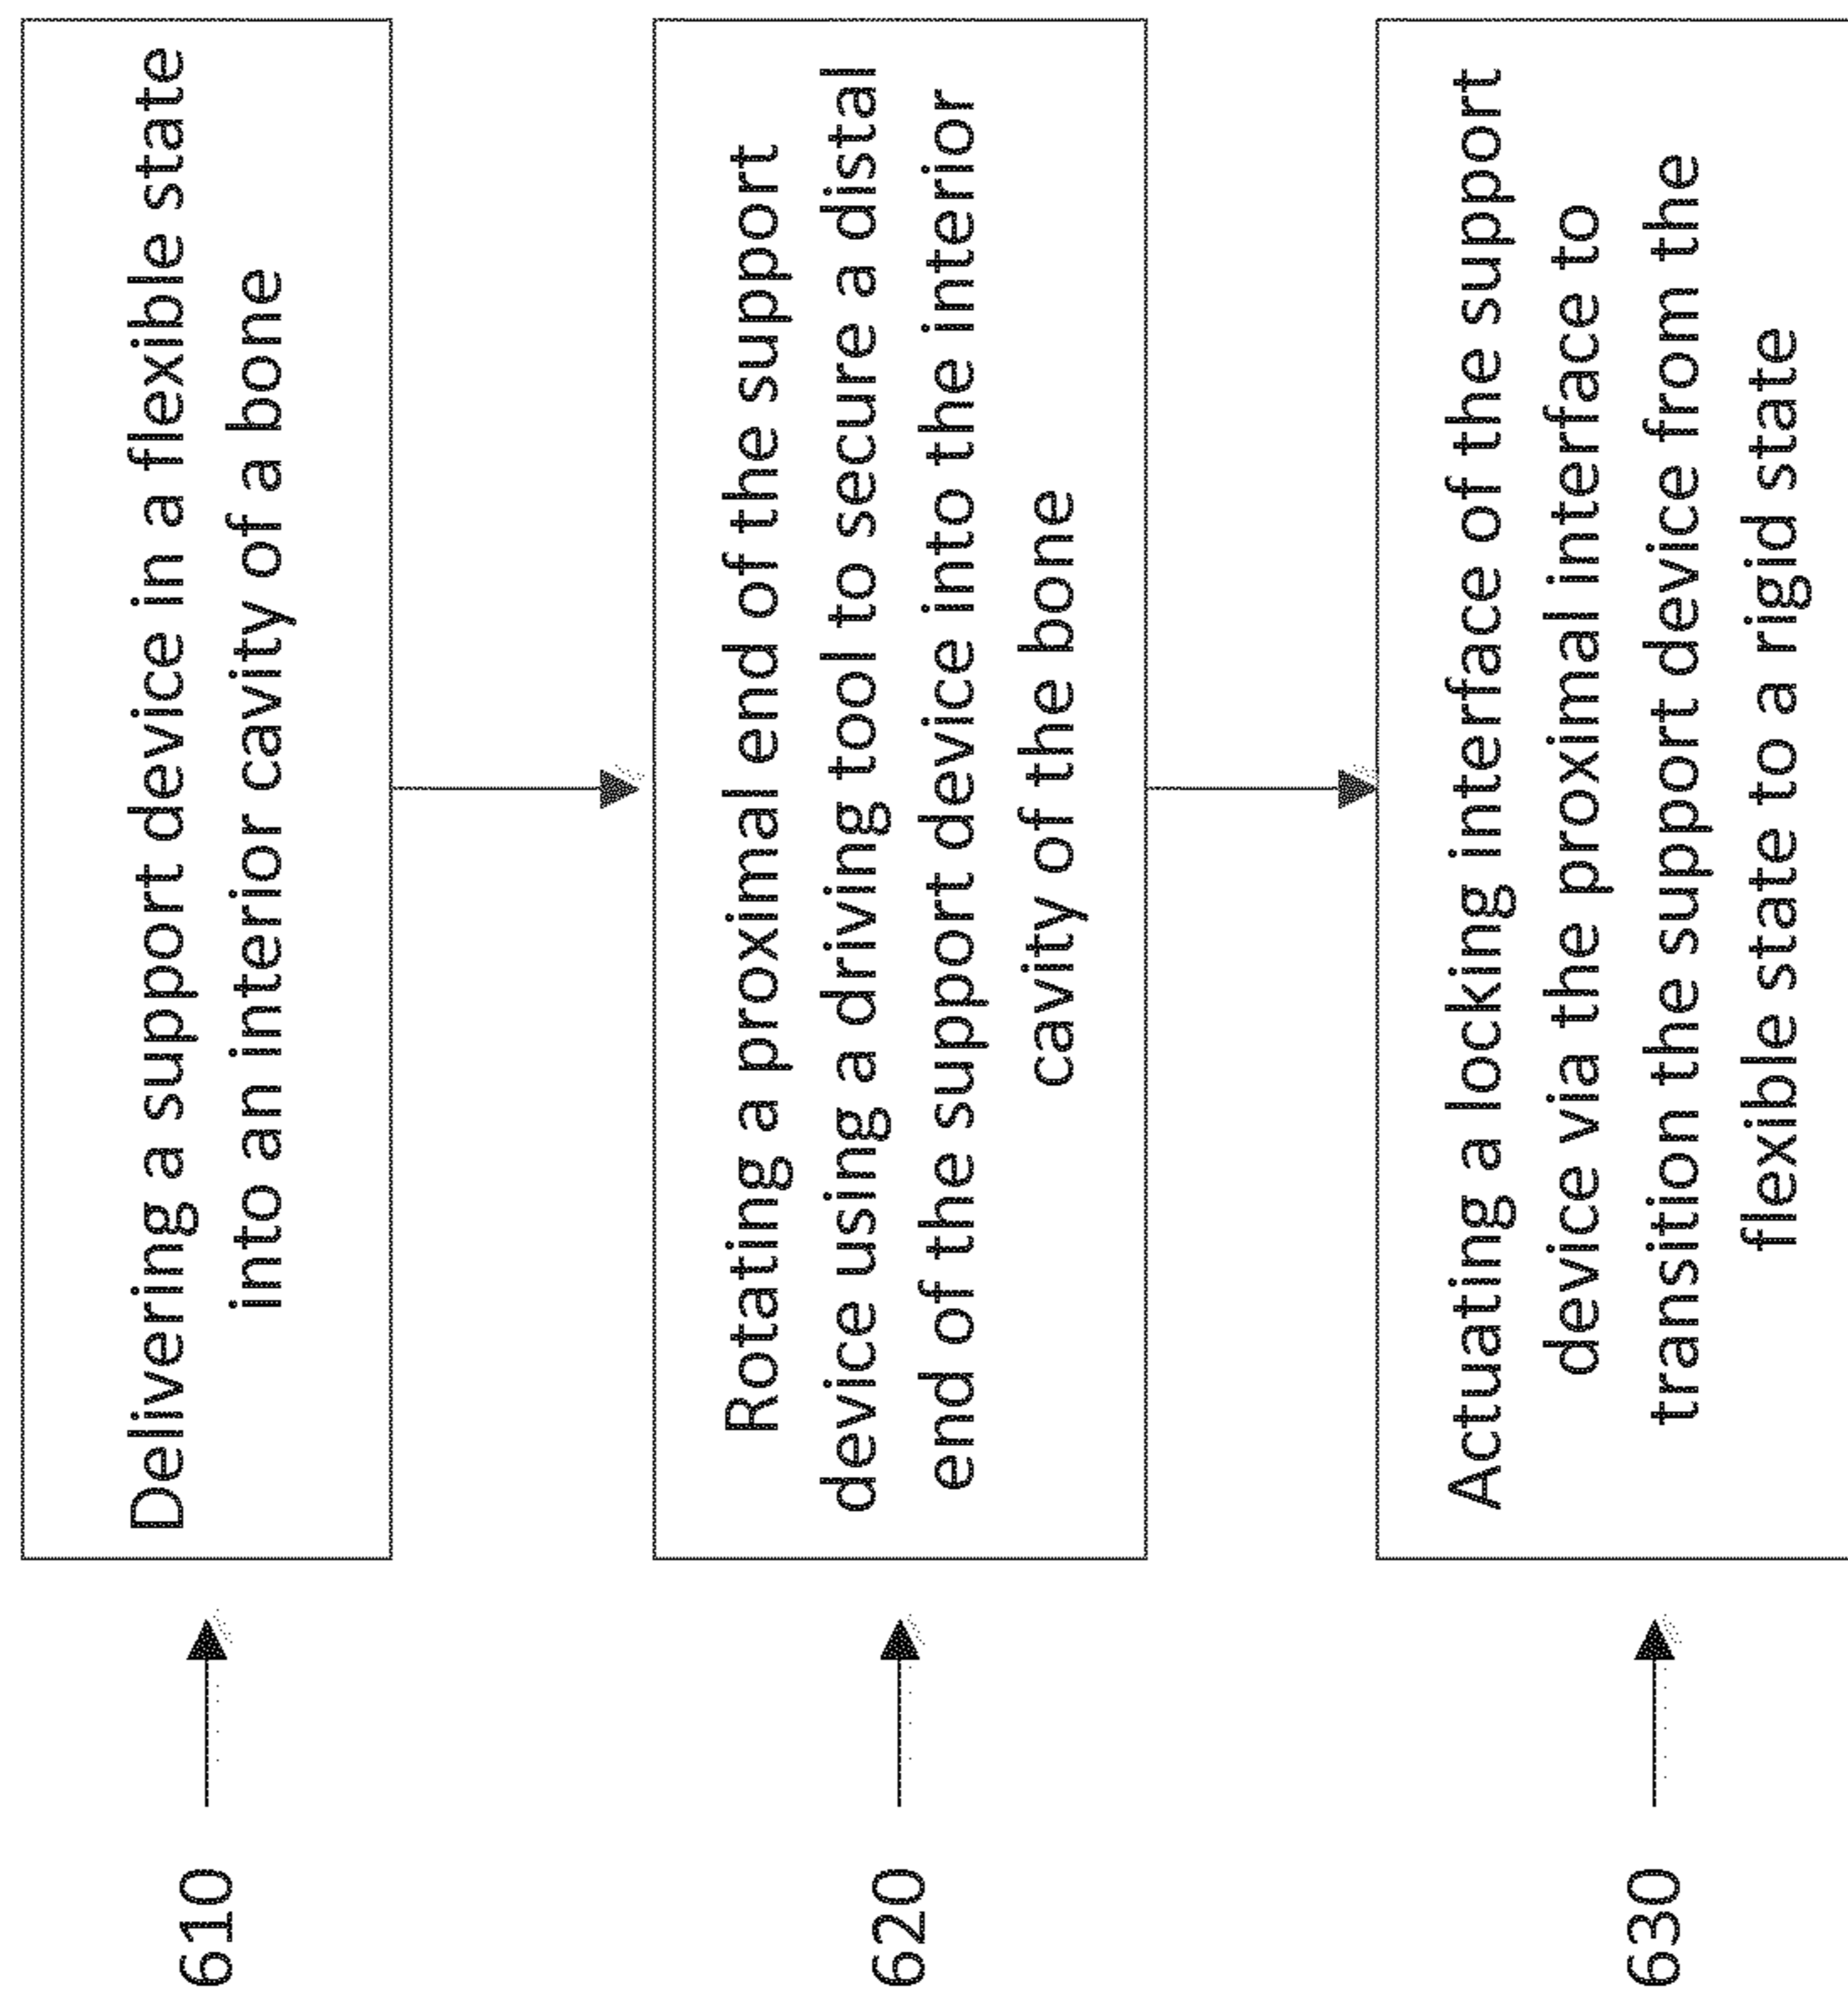 610
Delivering a support device in a flexible state
into an interior cavity of a bone
620
Rotating a proximal end of the support
device using a driving tool to secure a distal
end of the support device into the interior
cavity of the bone
630
Actuating a locking interface of the support
device via the proximal interface to
transition the support device from the
flexible state to a rigid state